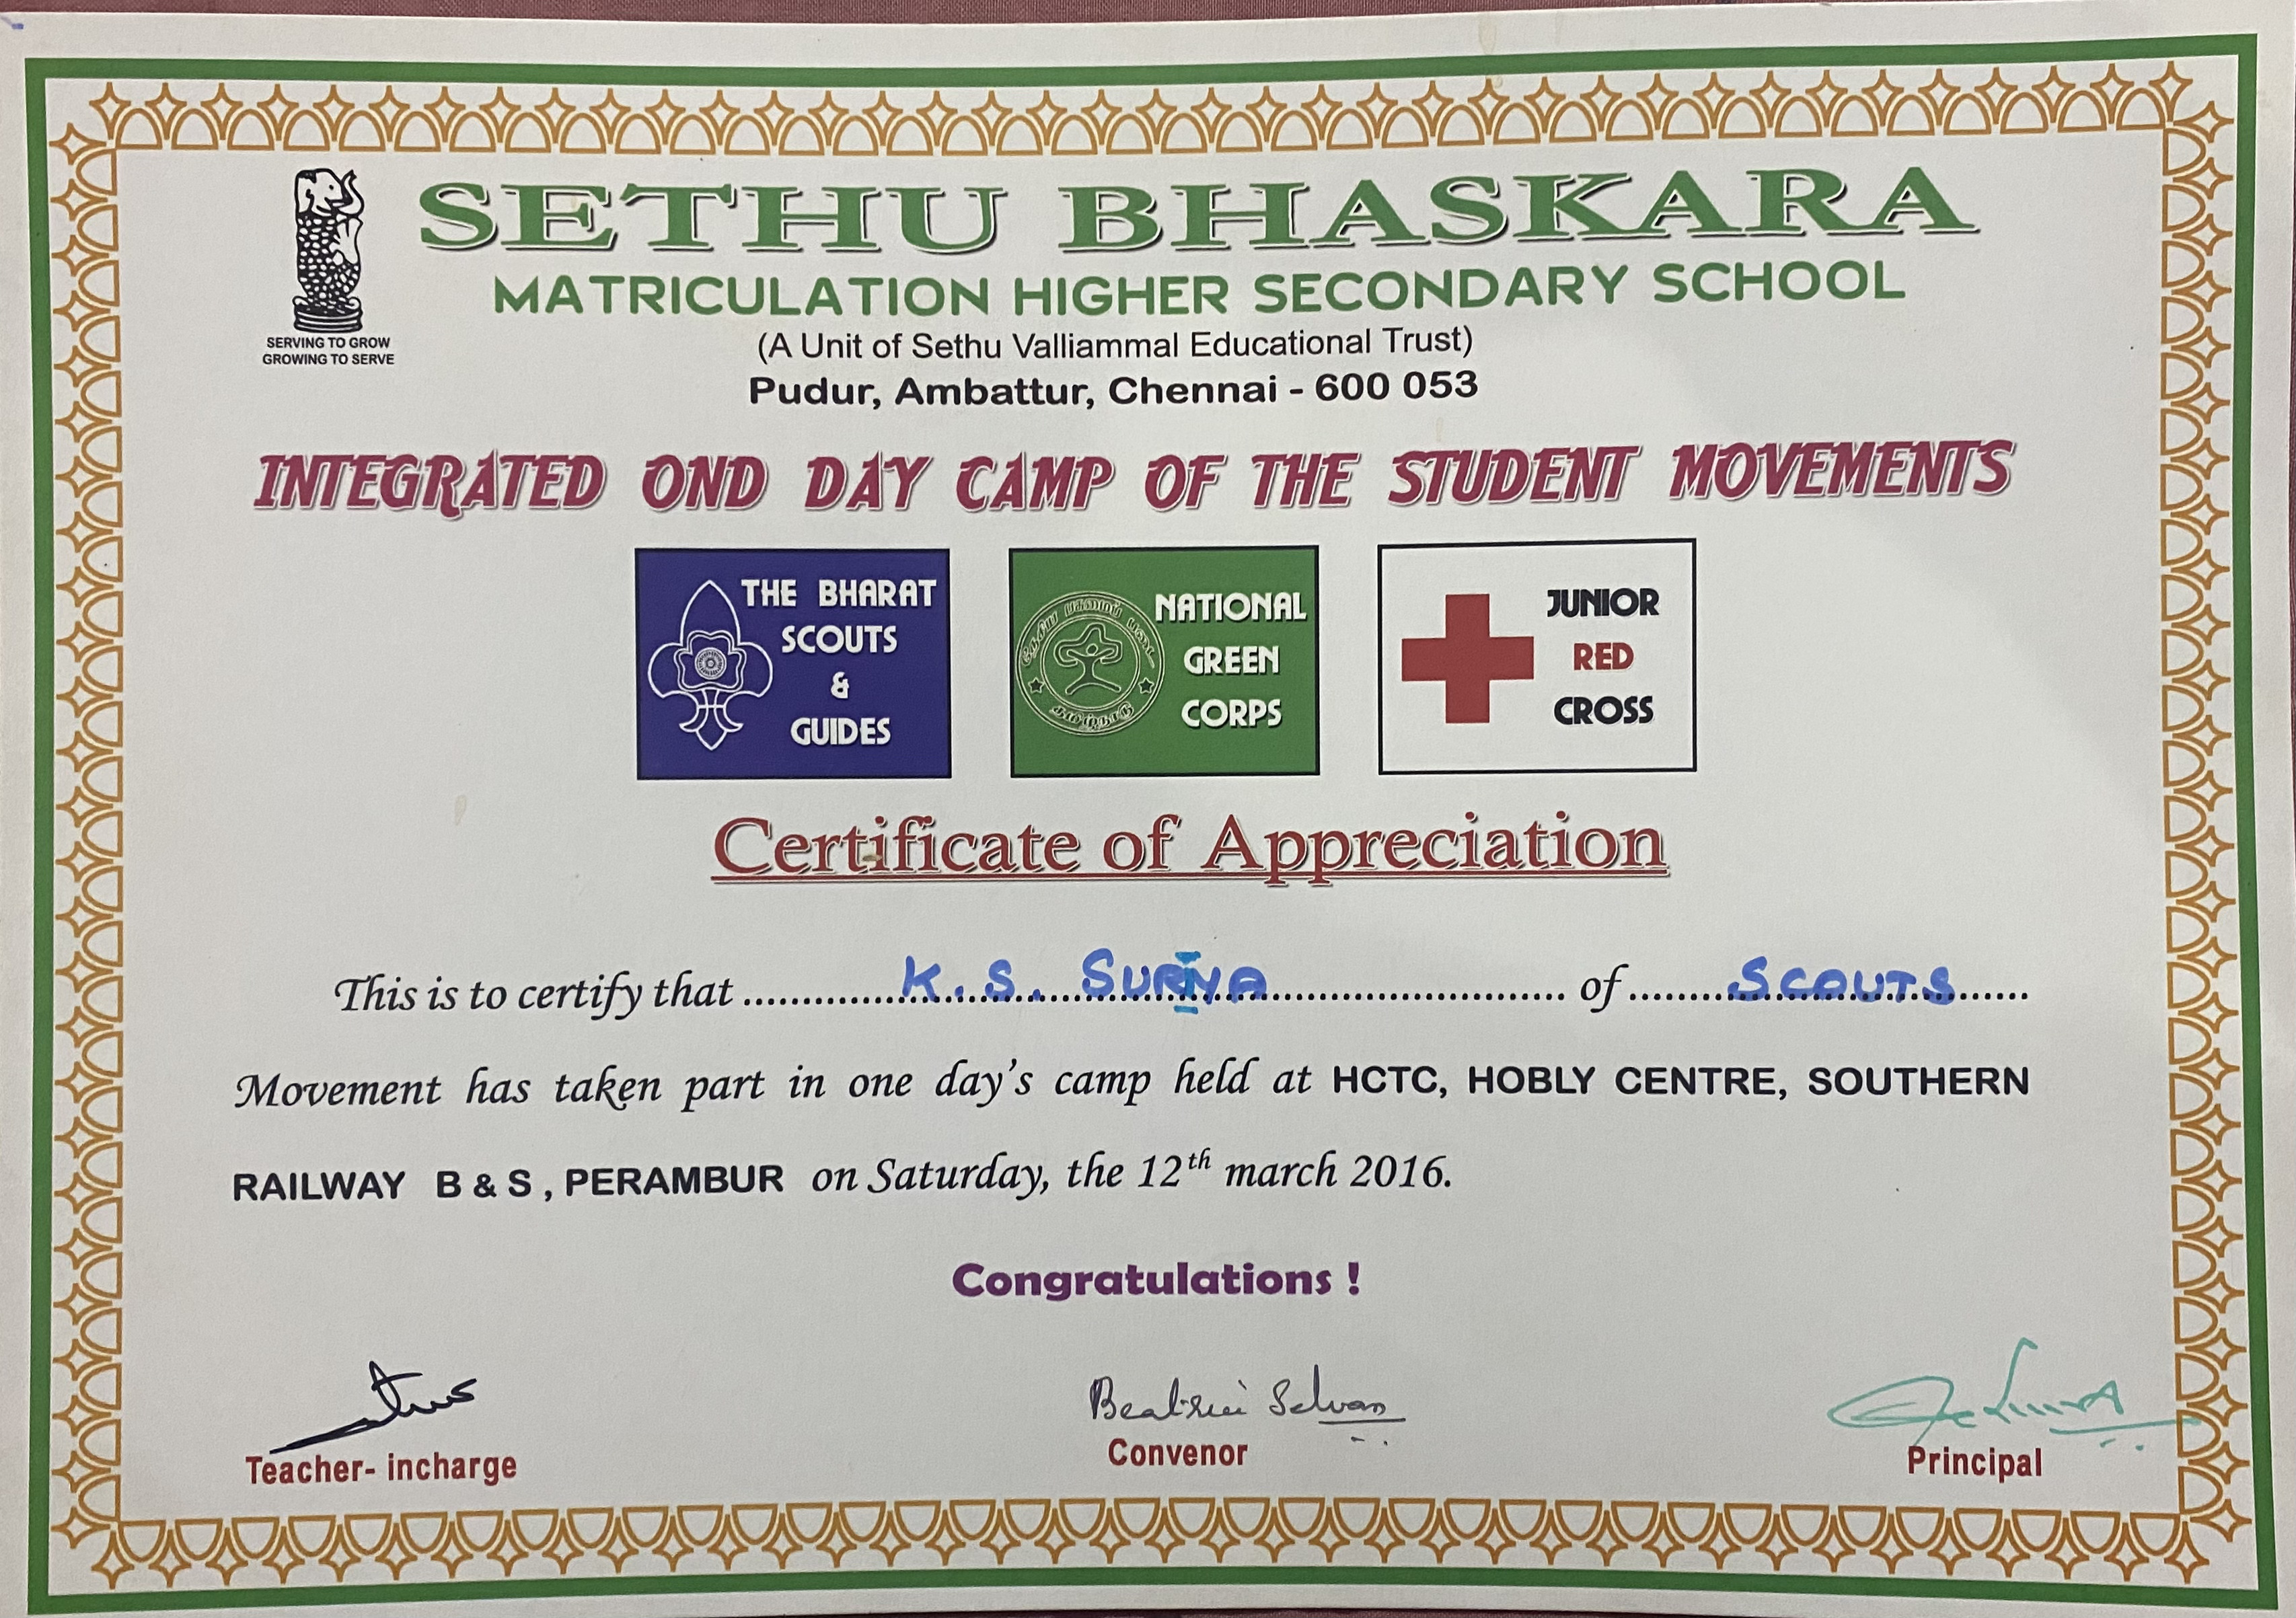 SETHU BHASKARA
MATRICULATION HIGHER SECONDARY SCHOOL
SERVING TO GROW
GROWING TO SERVE
(A Unit of Sethu Valliammal Educational Trust)
Pudur, Ambattur, Chennai - 600 053
INTEGRATED OND DAY CAMP OF THE STUDENT MOVEMENTS
THE BHARAT
SCOUTS
&
GUIDES
NATIONAL
GREEN
CORPS
JUNIOR
RED
CROSS
Certificate of Appreciation
This is to certify that K. S. SURIYA of SCOUTS
Movement has taken part in one day's camp held at HCTC, HOBLY CENTRE, SOUTHERN
RAILWAY B & S , PERAMBUR on Saturday, the 12th march 2016.
Congratulations !
Beatrice Selvan
Teacher- incharge
Convenor
Principal